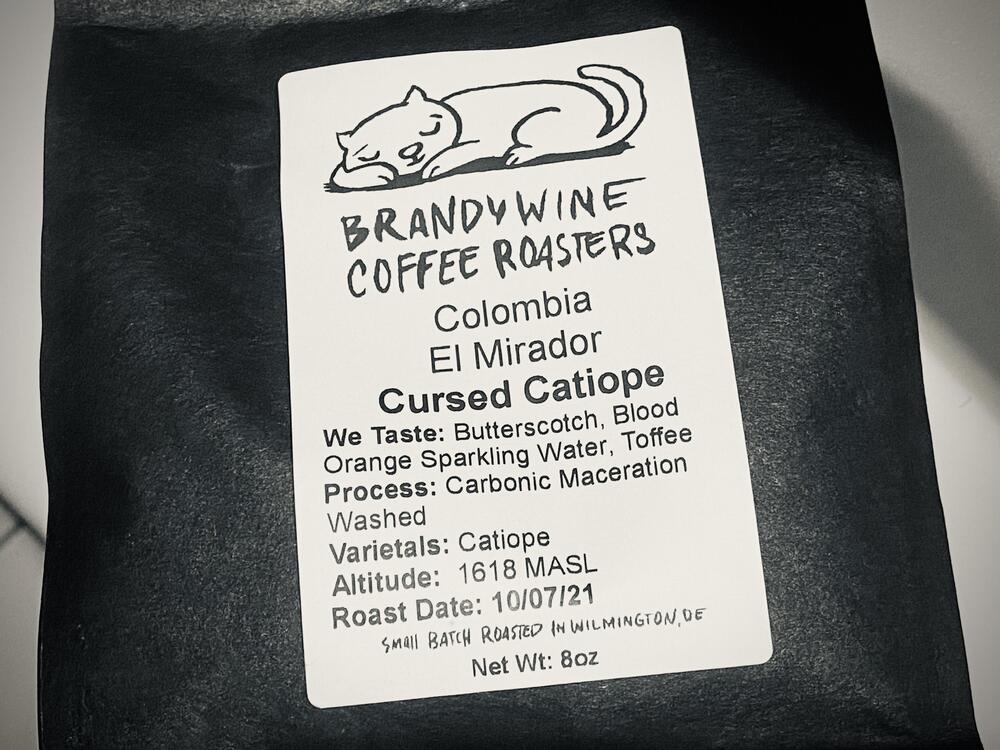 BRANDYWINE
COFFEE ROASTERS
Colombia
El Mirador
Cursed Catiope
We Taste: Butterscotch, Blood
Orange Sparkling Water, Toffee
Process: Carbonic Maceration
Washed
Varietals: Catiope
Altitude: 1618 MASL
Roast Date: 10/07/21
SMAll BATCH ROASTED IN WILMINGTON, DE
Net Wt: 8oz